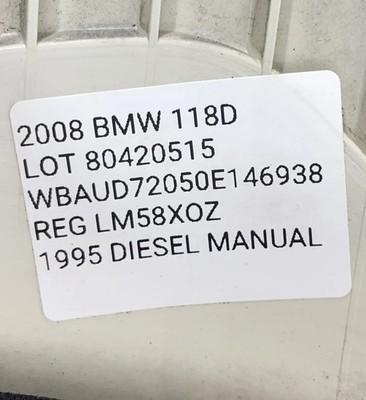 2008 BMW 118D
LOT 80420515
WBAUD72050E146938
REG LM58XOZ
1995 DIESEL MANUAL